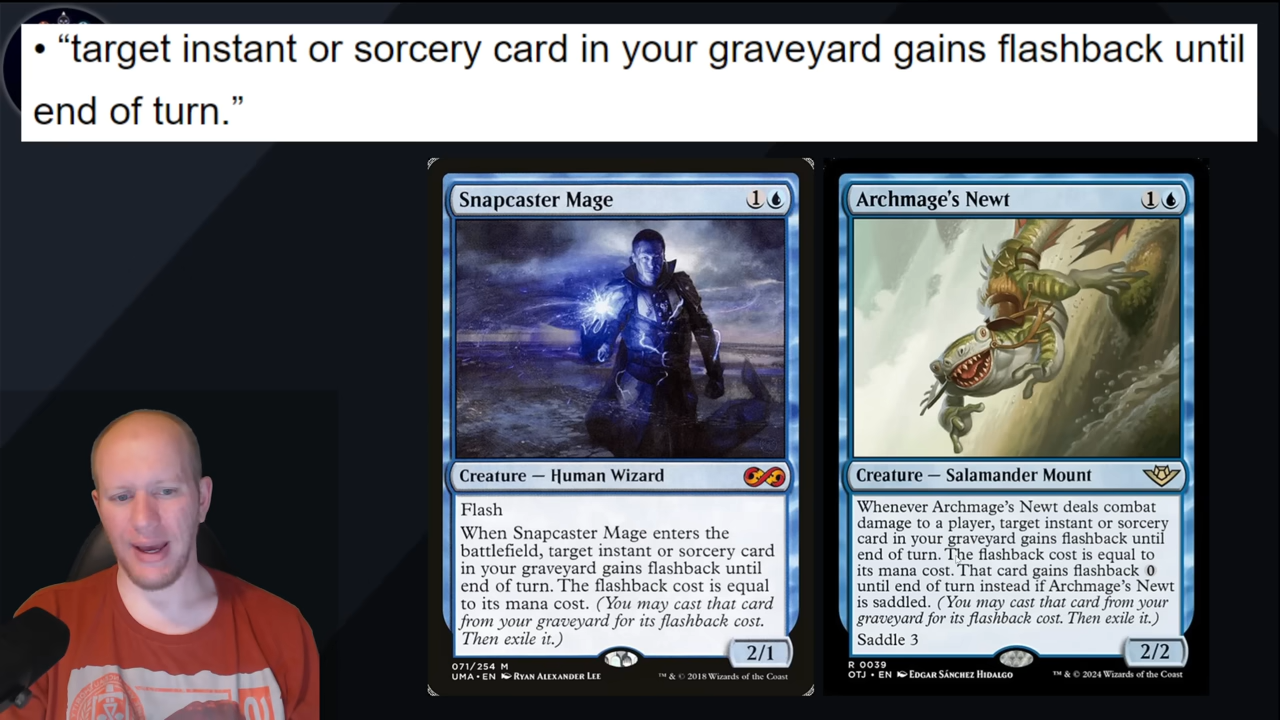 • “target instant or sorcery card in your graveyard gains flashback until
end of turn.”
Snapcaster Mage 1
Creature — Human Wizard
Flash
When Snapcaster Mage enters the
battlefield, target instant or sorcery card
in your graveyard gains flashback until
end of turn. The flashback cost is equal
to its mana cost. (You may cast that card
from your graveyard for its flashback cost.
Then exile it.)
2/1
071/254 M
UMA • EN Ryan Alexander Lee
™ & © 2018 Wizards of the Coast
Archmage's Newt 1
Creature — Salamander Mount
Whenever Archmage's Newt deals combat
damage to a player, target instant or sorcery
card in your graveyard gains flashback until
end of turn. The flashback cost is equal to
its mana cost. That card gains flashback 0
until end of turn instead if Archmage's Newt
is saddled. (You may cast that card from your
graveyard for its flashback cost. Then exile it.)
Saddle 3
2/2
R 0039
OTJ • EN Edgar Sánchez Hidalgo
™ & © 2024 Wizards of the Coast
01